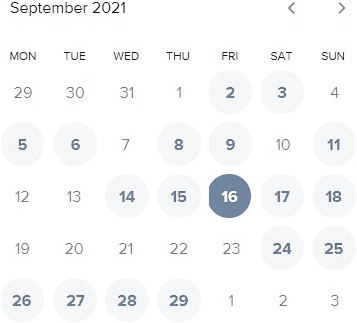 September 2021
MON TUE WED THU FRI SAT SUN
29 30 31 1 2 3 4
5 6 7 8 9 10 11
12 13 14 15 16 17 18
19 20 21 22 23 24 25
26 27 28 29 1 2 3